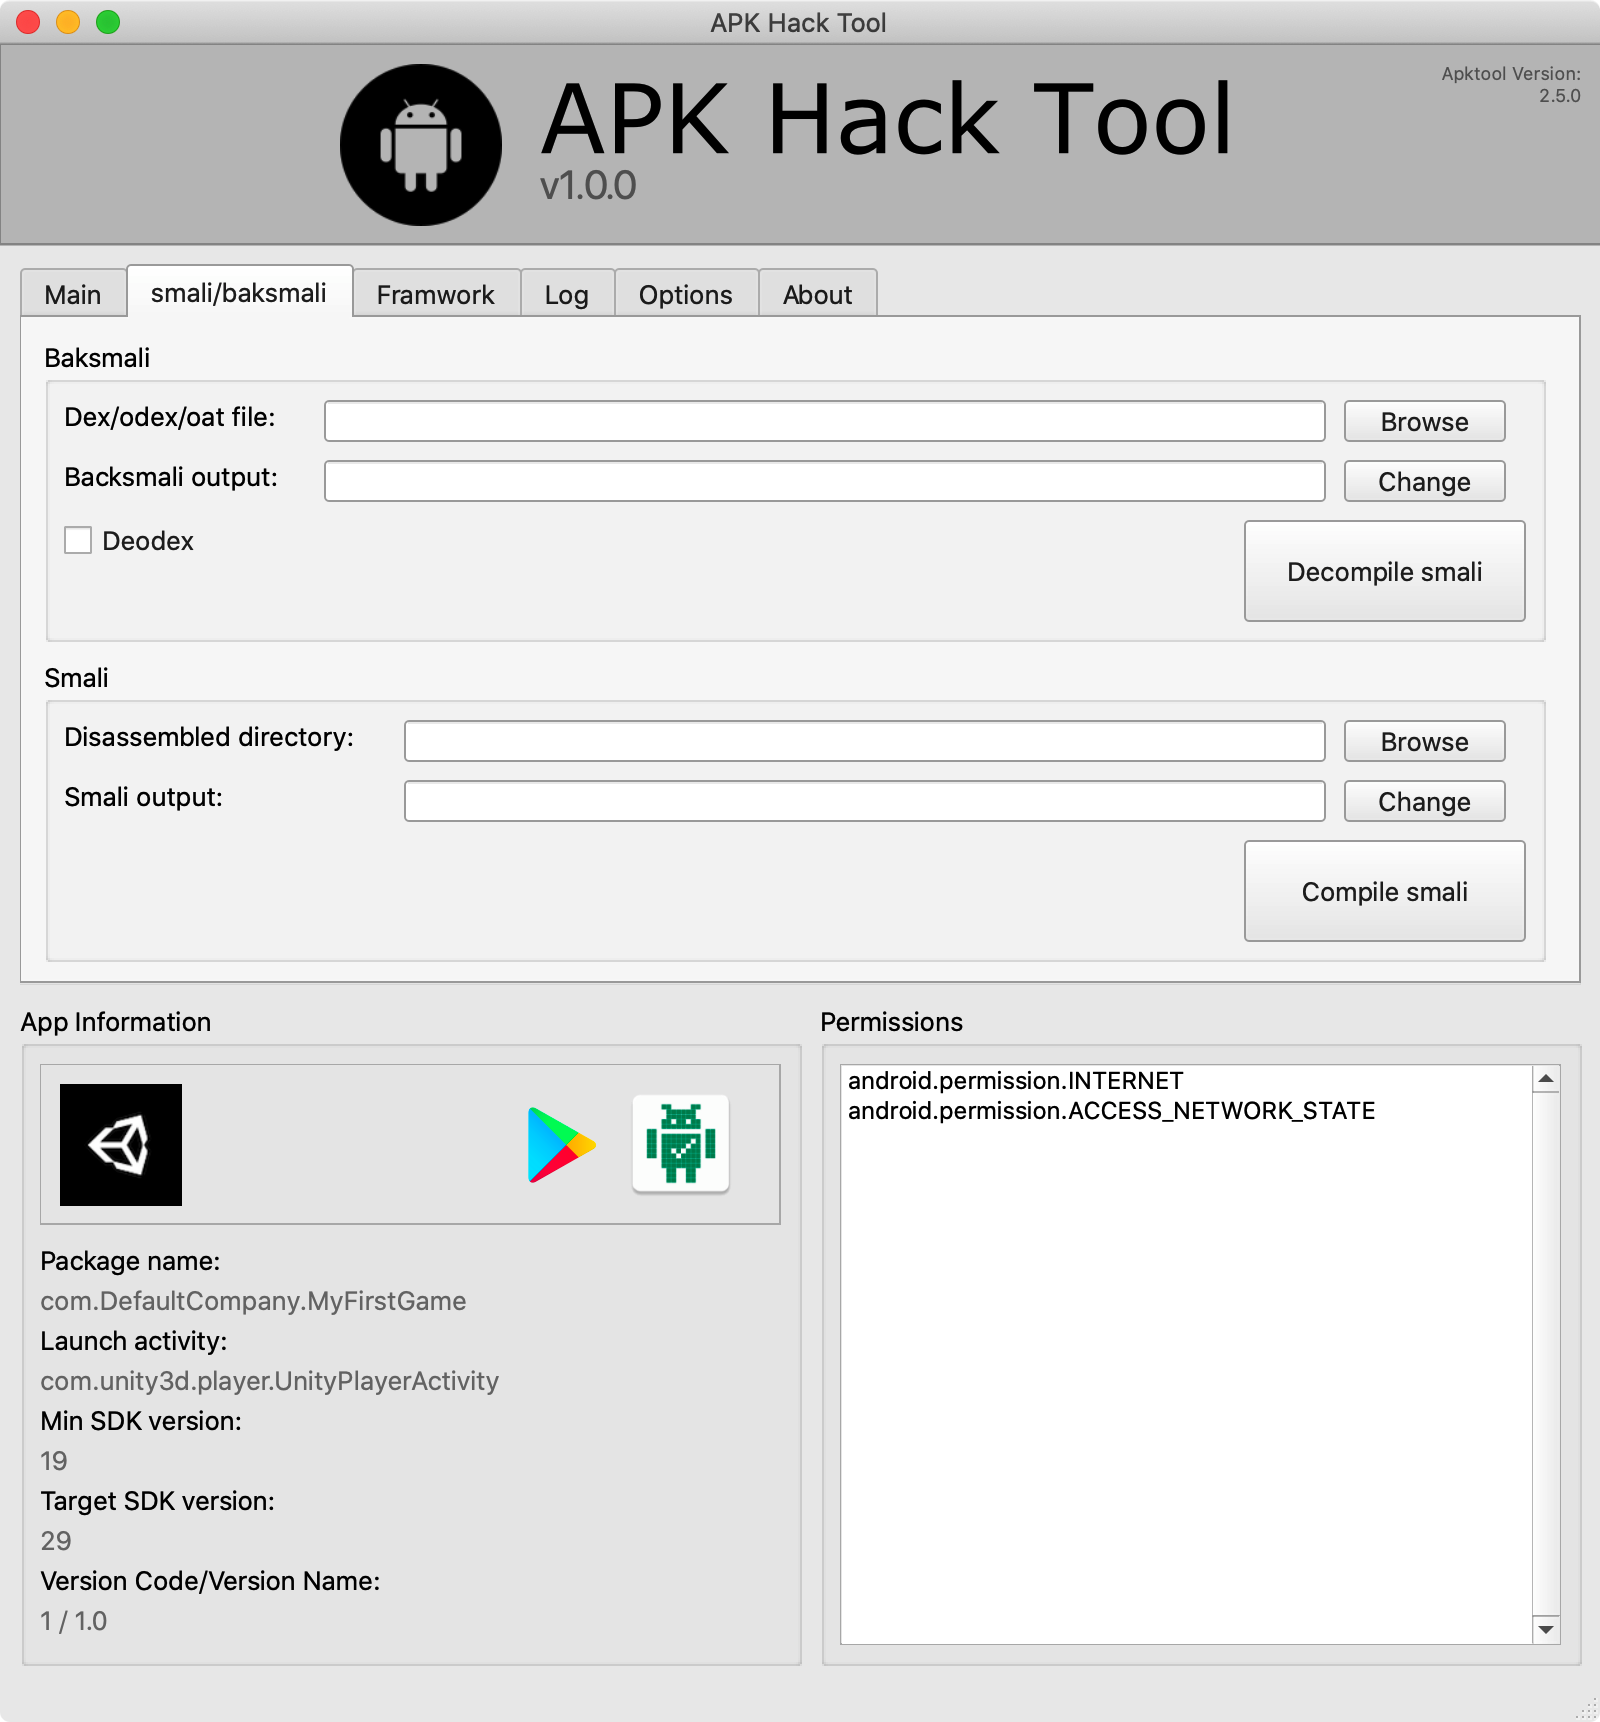 APK Hack Tool
APK Hack Tool
v1.0.0
Apktool Version:
2.5.0
Main
smali/baksmali
Framwork
Log
Options
About
Baksmali
Dex/odex/oat file:
Browse
Backsmali output:
Change
Deodex
Decompile smali
Smali
Disassembled directory:
Browse
Smali output:
Change
Compile smali
App Information
Package name:
com.DefaultCompany.MyFirstGame
Launch activity:
com.unity3d.player.UnityPlayerActivity
Min SDK version:
19
Target SDK version:
29
Version Code/Version Name:
1 / 1.0
Permissions
android.permission.INTERNET
android.permission.ACCESS_NETWORK_STATE